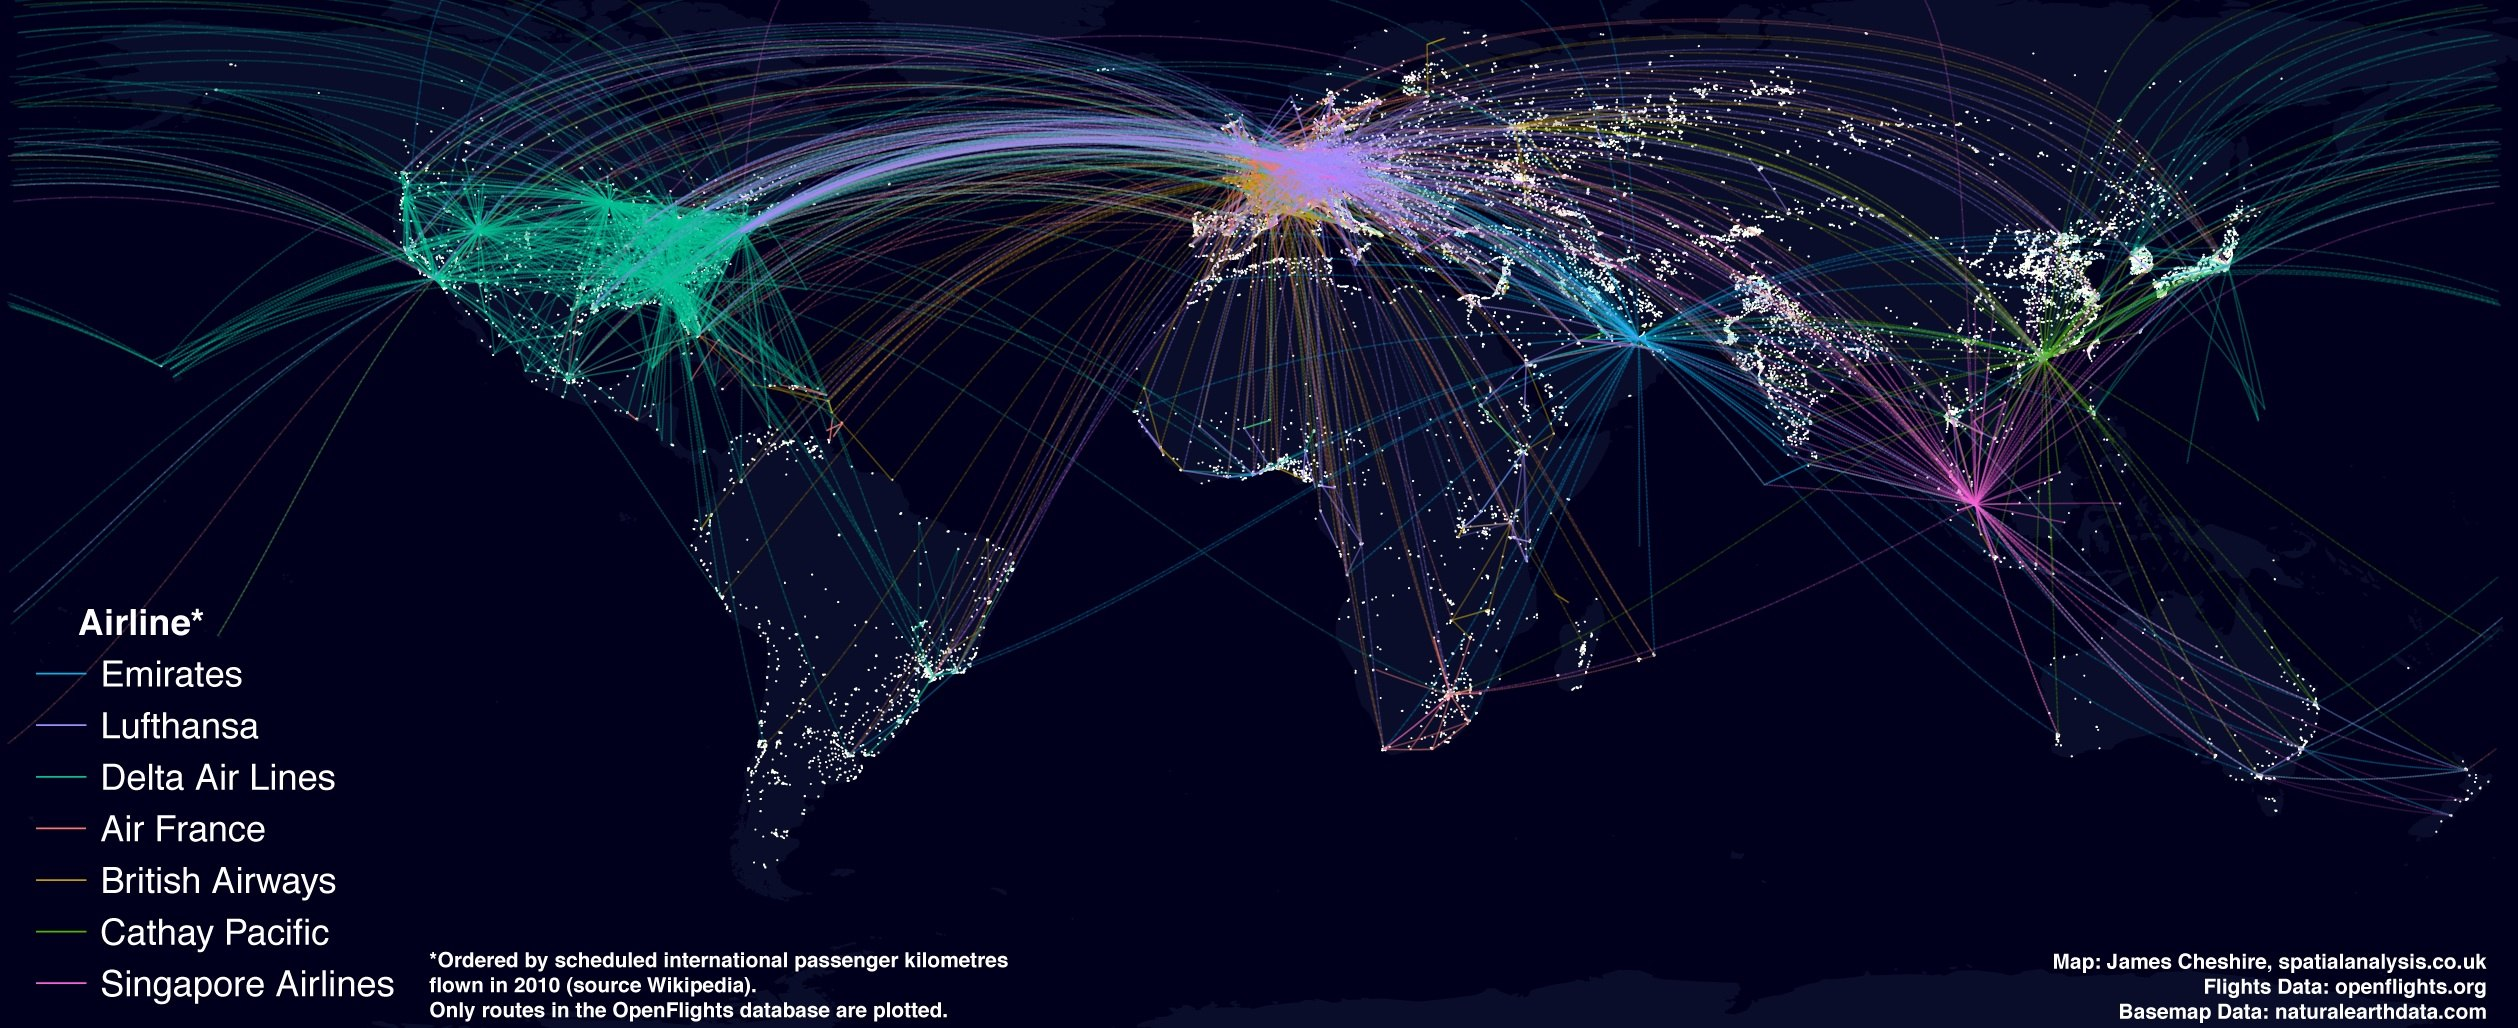 Airline*
Emirates
Lufthansa
Delta Air Lines
Air France
British Airways
Cathay Pacific
Singapore Airlines
*Ordered by scheduled international passenger kilometres
flown in 2010 (source Wikipedia).
Only routes in the OpenFlights database are plotted.
Map: James Cheshire, spatialanalysis.co.uk
Flights Data: openflights.org
Basemap Data: naturalearthdata.com